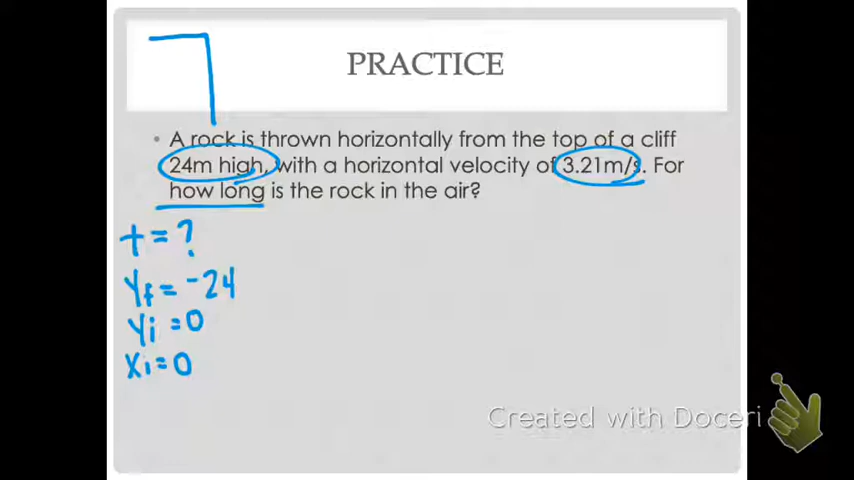 PRACTICE
• A rock is thrown horizontally from the top of a cliff
24m high, with a horizontal velocity of 3.21m/s. For
how long is the rock in the air?
t = ?
Yf = -24
Yi = 0
Xi = 0
Created with Doceri